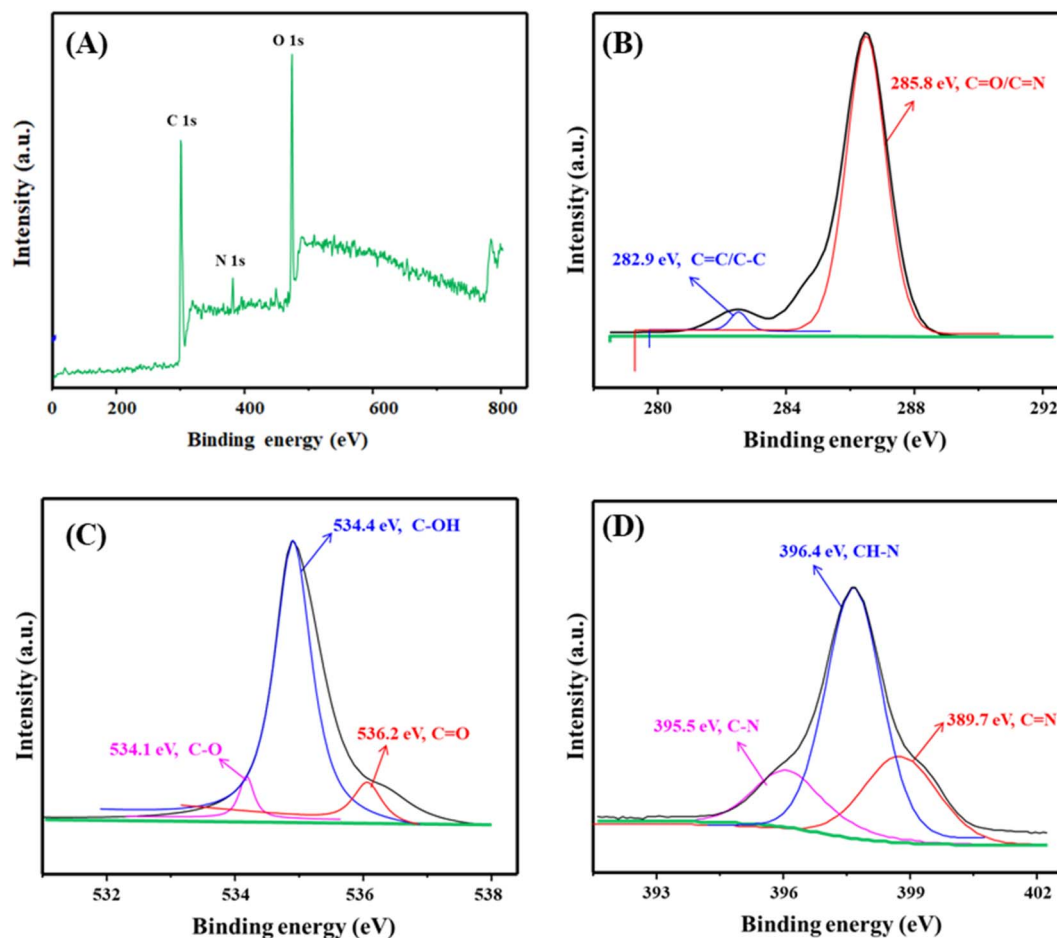 (A)
O 1s
C 1s
N 1s
Intensity (a.u.)
0 200 400 600 800
Binding energy (eV)
(B)
285.8 eV, C=O/C=N
282.9 eV, C=C/C-C
Intensity (a.u.)
280 284 288 292
Binding energy (eV)
(C)
534.4 eV, C-OH
534.1 eV, C-O
536.2 eV, C=O
Intensity (a.u.)
532 534 536 538
Binding energy (eV)
(D)
396.4 eV, CH-N
395.5 eV, C-N
389.7 eV, C=N
Intensity (a.u.)
393 396 399 402
Binding energy (eV)